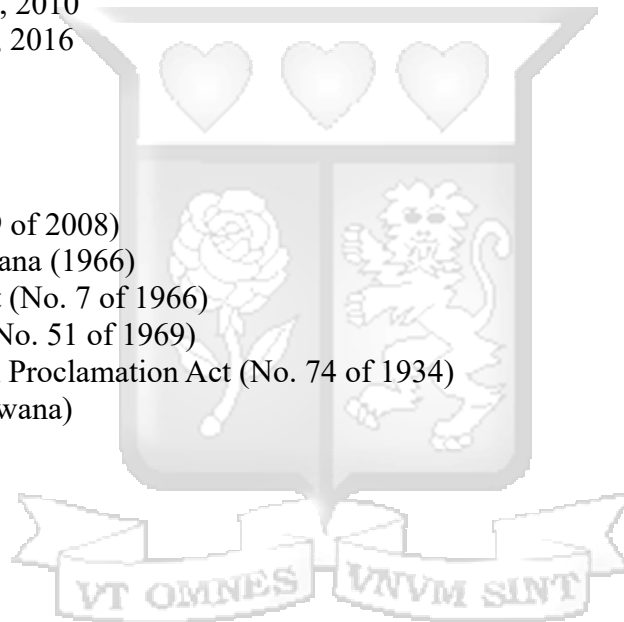 , 2010
, 2016
of 2008)
ana (1966)
t (No. 7 of 1966)
No. 51 of 1969)
Proclamation Act (No. 74 of 1934)
wana)
VT OMNES VNVM SINT